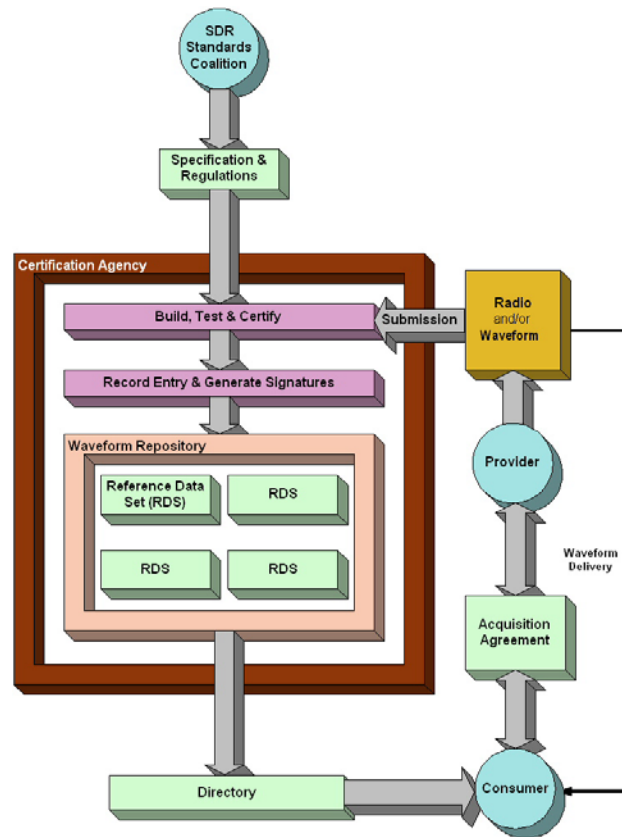 SDR
Standards
Coalition
Specification &
Regulations
Certification Agency
Build, Test & Certify
Submission
Radio
and/or
Waveform
Record Entry & Generate Signatures
Waveform Repository
Reference Data
Set (RDS)
RDS
RDS
RDS
Provider
Waveform
Delivery
Acquisition
Agreement
Directory
Consumer